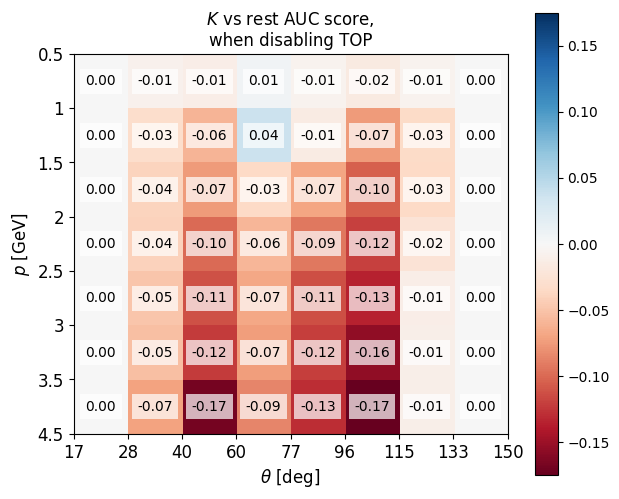 K vs rest AUC score,
when disabling TOP
0.5
0.00 -0.01 -0.01 0.01 -0.01 -0.02 -0.01 0.00
1
0.00 -0.03 -0.06 0.04 -0.01 -0.07 -0.03 0.00
1.5
0.00 -0.04 -0.07 -0.03 -0.07 -0.10 -0.03 0.00
2
0.00 -0.04 -0.10 -0.06 -0.09 -0.12 -0.02 0.00
2.5
0.00 -0.05 -0.11 -0.07 -0.11 -0.13 -0.01 0.00
3
0.00 -0.05 -0.12 -0.07 -0.12 -0.16 -0.01 0.00
3.5
0.00 -0.07 -0.17 -0.09 -0.13 -0.17 -0.01 0.00
4.5
p [GeV]
17 28 40 60 77 96 115 133 150
θ [deg]
0.15
0.10
0.05
0.00
−0.05
−0.10
−0.15